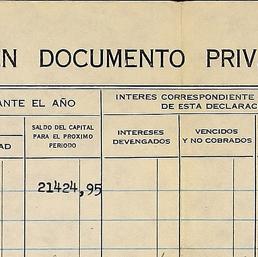 EN DOCUMENTO PRIV
ANTE EL AÑO
INTERES CORRESPONDIENTE
DE ESTA DECLARAC
SALDO DEL CAPITAL
PARA EL PROXIMO
PERIODO
AD
INTERESES
DEVENGADOS
VENCIDOS
Y NO COBRADOS
21424,95